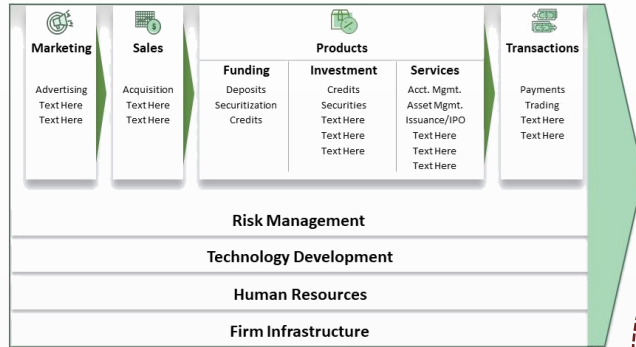 Marketing
Advertising
Text Here
Text Here
Sales
Acquisition
Text Here
Text Here
Products
Funding
Deposits
Securitization
Credits
Investment
Credits
Securities
Text Here
Text Here
Text Here
Services
Acct. Mgmt.
Asset Mgmt.
Issuance/IPO
Text Here
Text Here
Text Here
Transactions
Payments
Trading
Text Here
Text Here
Risk Management
Technology Development
Human Resources
Firm Infrastructure